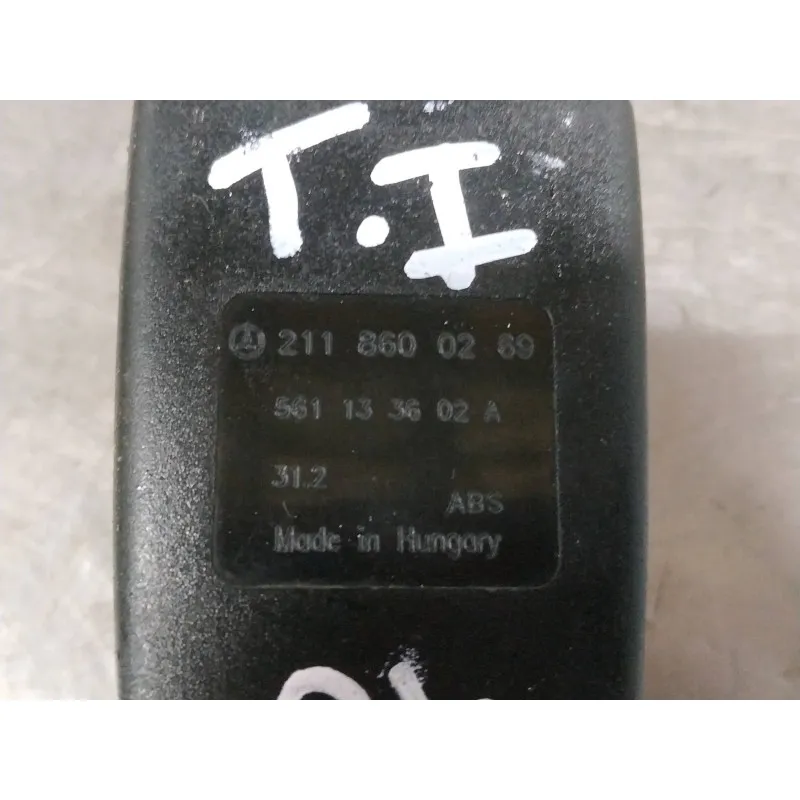 T.I
211 860 02 69
561 13 36 02 A
31.2
ABS
Made in Hungary